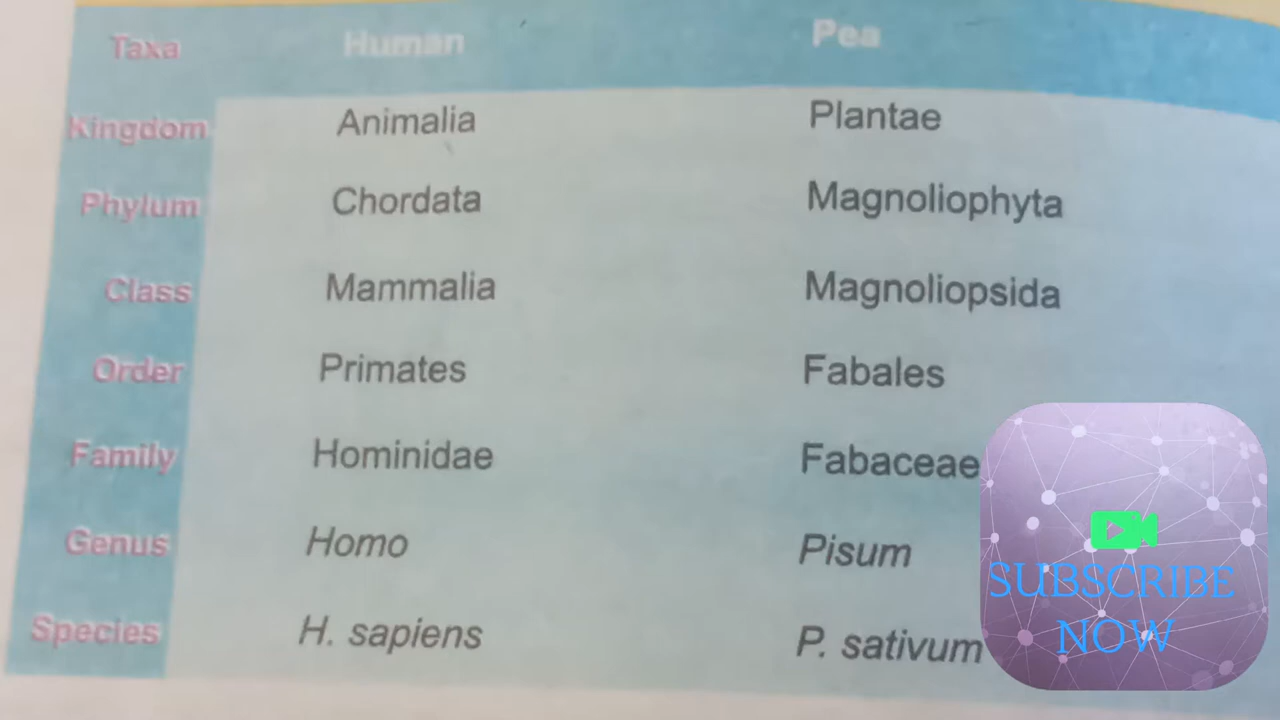 Taxa Human Pea
Kingdom Animalia Plantae
Phylum Chordata Magnoliophyta
Class Mammalia Magnoliopsida
Order Primates Fabales
Family Hominidae Fabaceae
Genus Homo Pisum
Species H. sapiens P. sativum
SUBSCRIBE
NOW